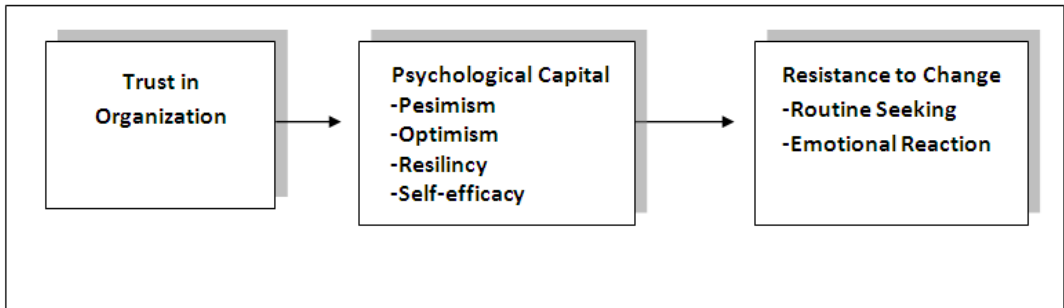 Trust in
Organization
Psychological Capital
-Pesimism
-Optimism
-Resilincy
-Self-efficacy
Resistance to Change
-Routine Seeking
-Emotional Reaction